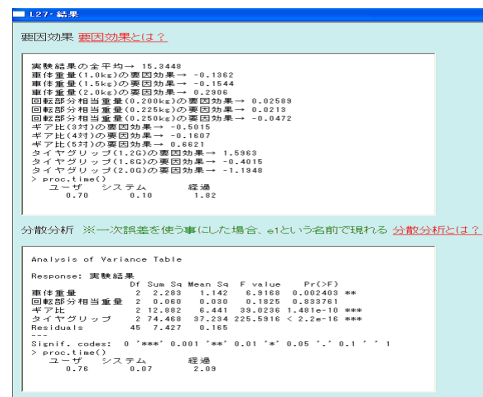 L27- 結果
要因効果 要因効果とは？
実験結果の全平均→ 15.3448
車体重量(1.0kg)の要因効果→ -0.1362
車体重量(1.5kg)の要因効果→ -0.1544
車体重量(2.0kg)の要因効果→ 0.2906
回転部分相当重量(0.200kg)の要因効果→ 0.02589
回転部分相当重量(0.225kg)の要因効果→ 0.0213
回転部分相当重量(0.250kg)の要因効果→ -0.0472
ギア比(3対)の要因効果→ -0.5015
ギア比(4対)の要因効果→ -0.1607
ギア比(5対)の要因効果→ 0.6621
タイヤグリップ(1.2G)の要因効果→ 1.5963
タイヤグリップ(1.6G)の要因効果→ -0.4015
タイヤグリップ(2.0G)の要因効果→ -1.1948
> proc.time()
ユーザ システム 経過
0.70 0.10 1.82
分散分析 ※一次誤差を使う事にした場合、e1という名前で現れる 分散分析とは？
Analysis of Variance Table
Response: 実験結果
Df Sum Sq Mean Sq F value Pr(>F)
車体重量 2 2.283 1.142 6.9168 0.002403 **
回転部分相当重量 2 0.060 0.030 0.1825 0.833761
ギア比 2 12.882 6.441 39.0236 1.481e-10 ***
タイヤグリップ 2 74.468 37.234 225.5916 < 2.2e-16 ***
Residuals 45 7.427 0.165
---
Signif. codes: 0 '***' 0.001 '**' 0.01 '*' 0.05 '.' 0.1 ' ' 1
> proc.time()
ユーザ システム 経過
0.76 0.07 2.09